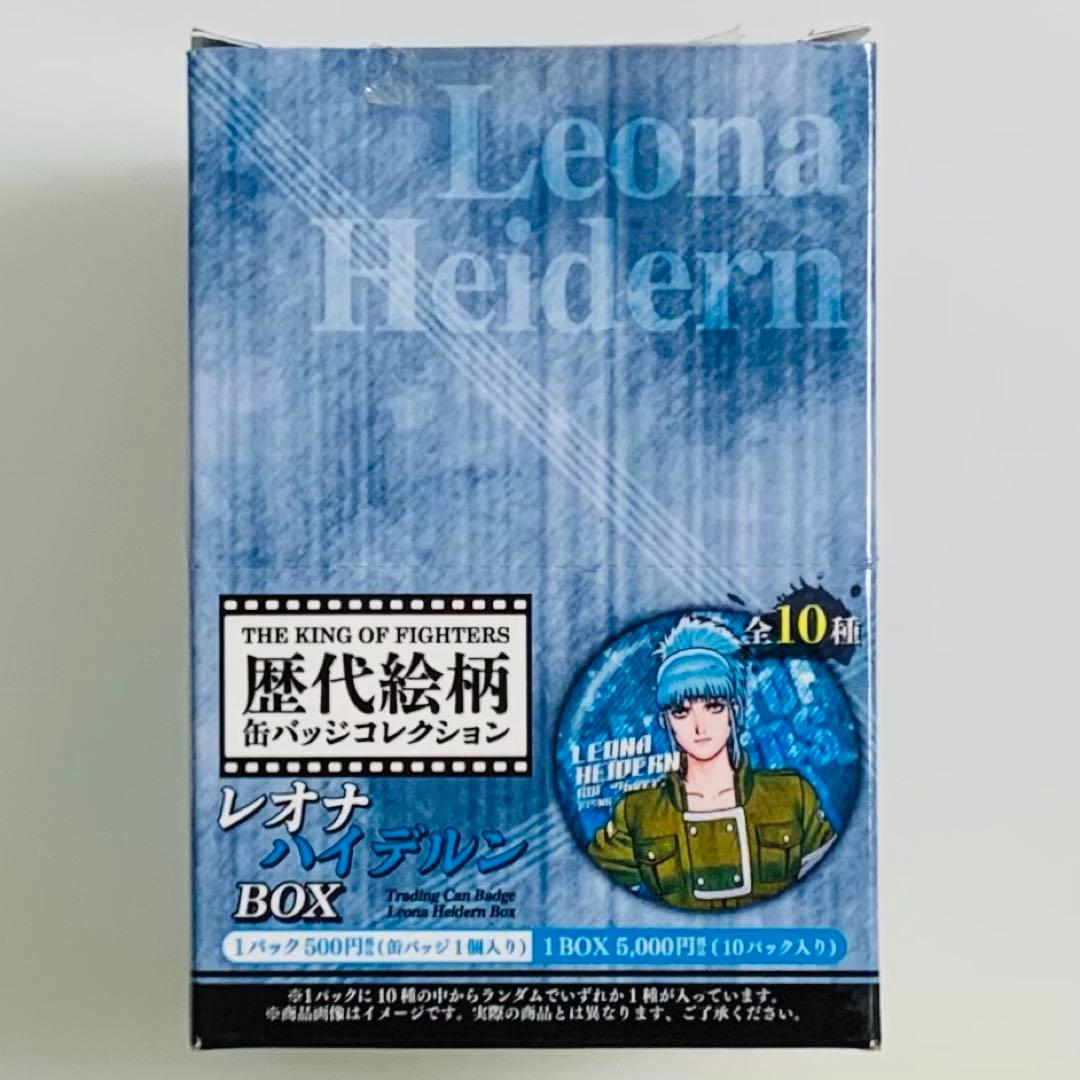 Leona
Heidern
THE KING OF FIGHTERS
歴代絵柄
缶バッジコレクション
全10種
LEONA
HEIDERN
レオナ
ハイデルン
BOX
Trading Can Badge
Leona Heidern Box
1パック500円(缶バッジ1個入り)
1BOX 5,000円(10パック入り)
※1パックに10種の中からランダムでいずれか1種が入っています。
※商品画像はイメージです。実際の商品とは異なります、ご了承ください。